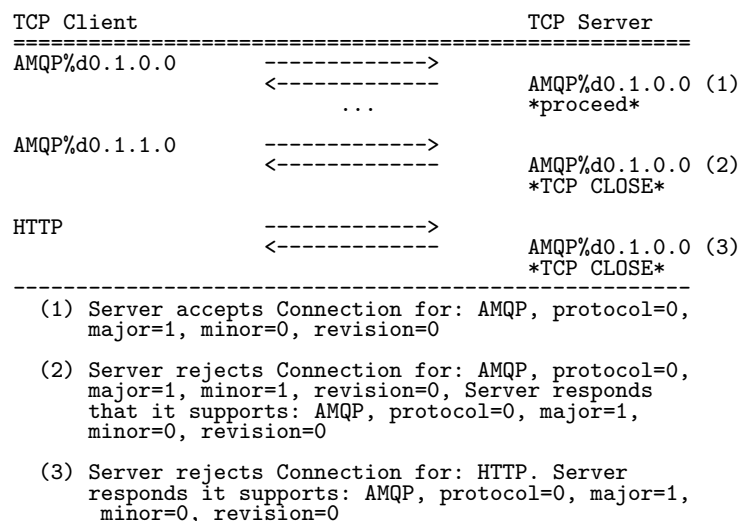 TCP Client                                        TCP Server
======================================================
AMQP%d0.1.0.0       ------------->
                    <-------------       AMQP%d0.1.0.0 (1)
                          ...            *proceed*
AMQP%d0.1.1.0       ------------->
                    <-------------       AMQP%d0.1.0.0 (2)
                                         *TCP CLOSE*
HTTP                ------------->
                    <-------------       AMQP%d0.1.0.0 (3)
                                         *TCP CLOSE*
------------------------------------------------------
(1) Server accepts Connection for: AMQP, protocol=0,
major=1, minor=0, revision=0
(2) Server rejects Connection for: AMQP, protocol=0,
major=1, minor=1, revision=0, Server responds
that it supports: AMQP, protocol=0, major=1,
minor=0, revision=0
(3) Server rejects Connection for: HTTP. Server
responds it supports: AMQP, protocol=0, major=1,
minor=0, revision=0